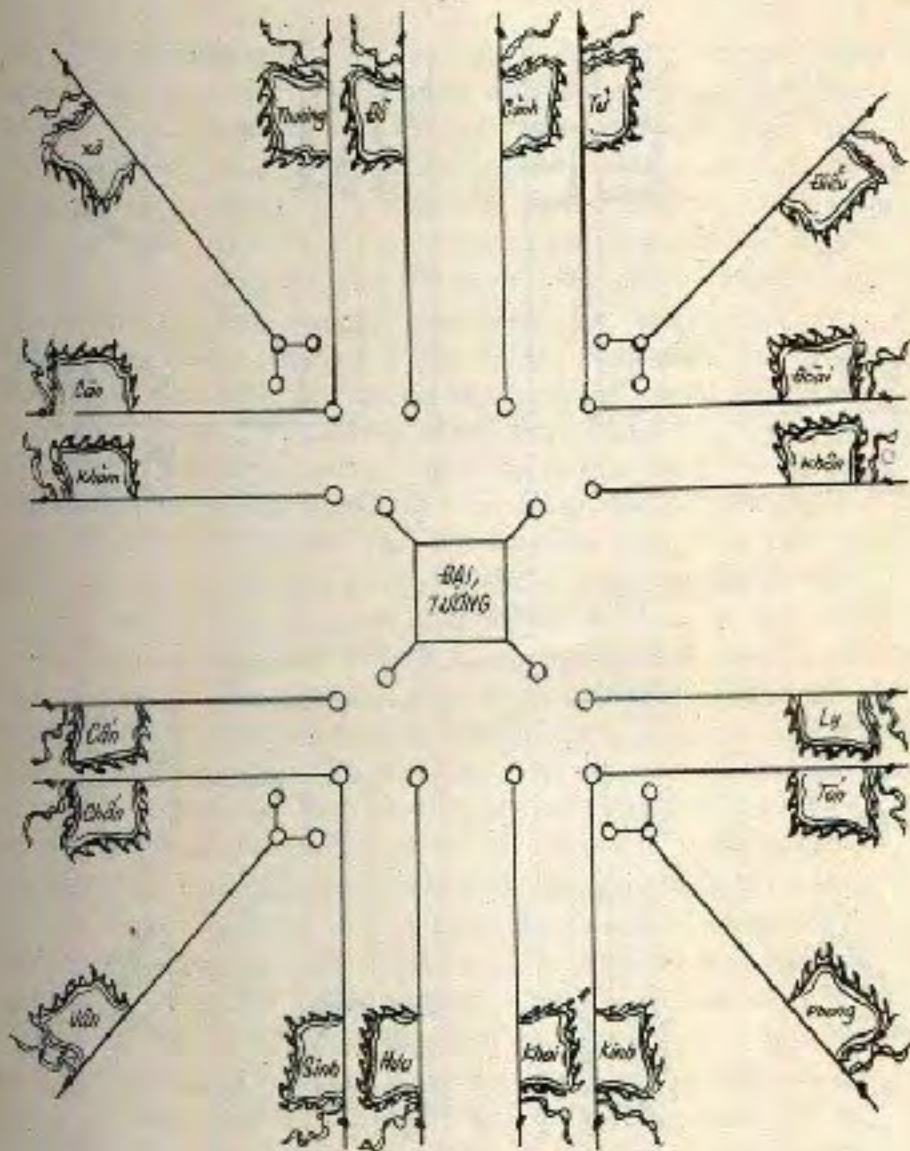 Thương
Đỗ
Cảnh
Tử
Xà
Điểu
Càn
Đoài
Khảm
Khôn
ĐẠI,
TƯỚNG
Cấn
Ly
Chấn
Tốn
Vân
Phong
Sinh
Hưu
Khai
Kinh